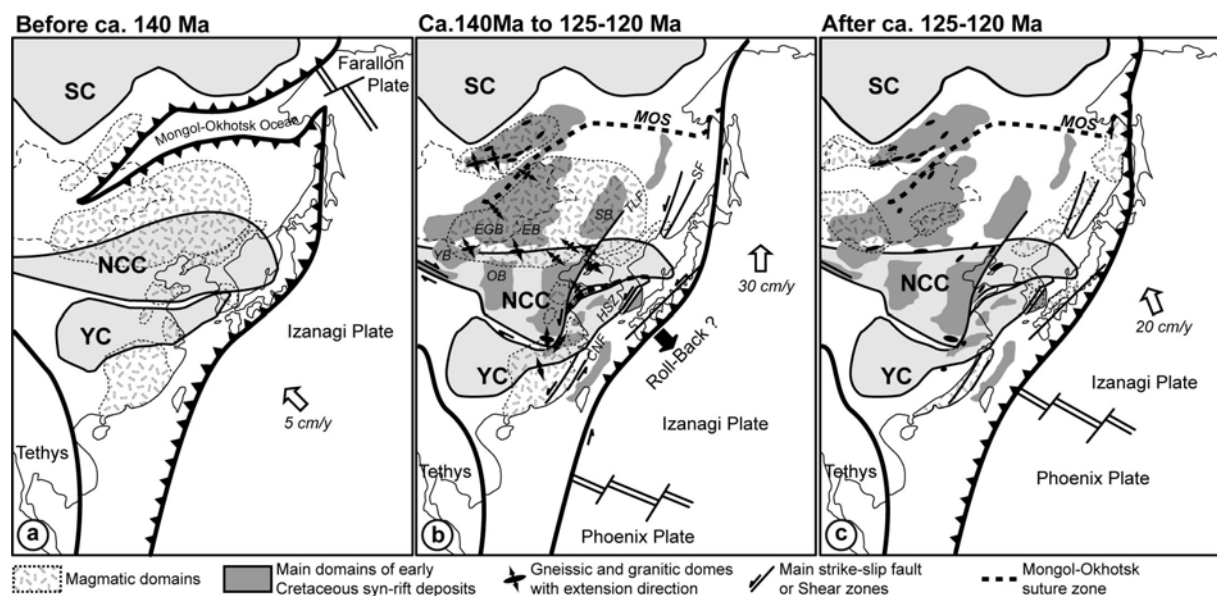 Before ca. 140 Ma
SC
Farallon
Plate
Mongol-Okhotsk Ocean
NCC
YC
Izanagi Plate
5 cm/y
Tethys
a
Ca.140Ma to 125-120 Ma
SC
MOS
SF
TLF
SB
EGB
EB
YB
OB
NCC
HSZ
30 cm/y
CNF
YC
Roll-Back ?
Izanagi Plate
Tethys
Phoenix Plate
b
After ca. 125-120 Ma
SC
MOS
NCC
20 cm/y
YC
Izanagi Plate
Tethys
Phoenix Plate
c
Magmatic domains
Main domains of early
Cretaceous syn-rift deposits
Gneissic and granitic domes
with extension direction
Main strike-slip fault
or Shear zones
Mongol-Okhotsk
suture zone